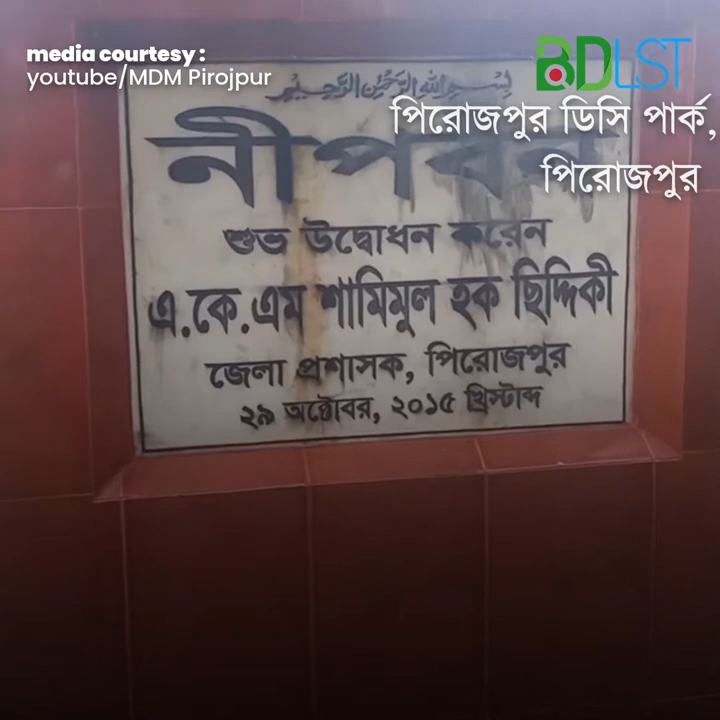 media courtesy :
youtube/MDM Pirojpur
BDLST
পিরোজপুর ডিসি পার্ক,
পিরোজপুর
بسم الله الرحمن الرحيم
নীপবন
শুভ উদ্বোধন করেন
এ.কে.এম শামিমুল হক ছিদ্দিকী
জেলা প্রশাসক, পিরোজপুর
২৯ অক্টোবর, ২০১৫ খ্রিস্টাব্দ